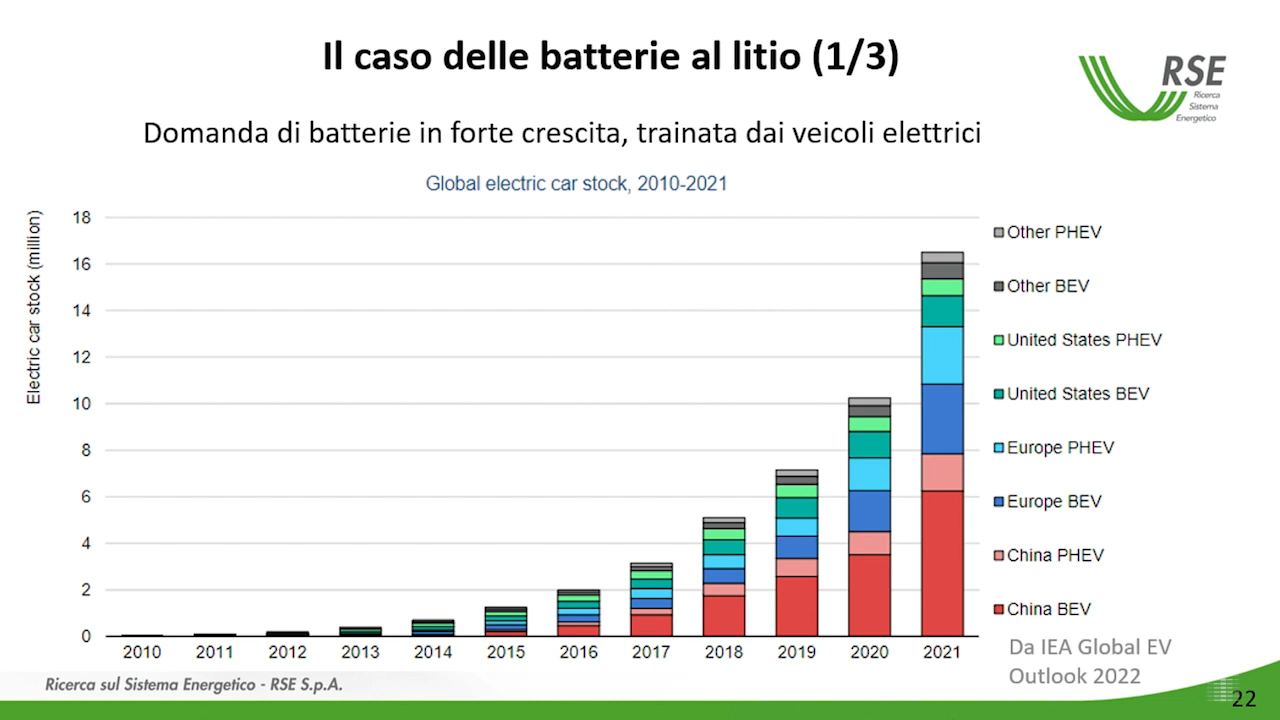 Il caso delle batterie al litio (1/3)
RSE
Ricerca
Sistema
Energetico
Domanda di batterie in forte crescita, trainata dai veicoli elettrici
Global electric car stock, 2010-2021
Electric car stock (million)
18
16
14
12
10
8
6
4
2
0
2010 2011 2012 2013 2014 2015 2016 2017 2018 2019 2020 2021
Other PHEV
Other BEV
United States PHEV
United States BEV
Europe PHEV
Europe BEV
China PHEV
China BEV
Da IEA Global EV
Outlook 2022
Ricerca sul Sistema Energetico - RSE S.p.A.
22